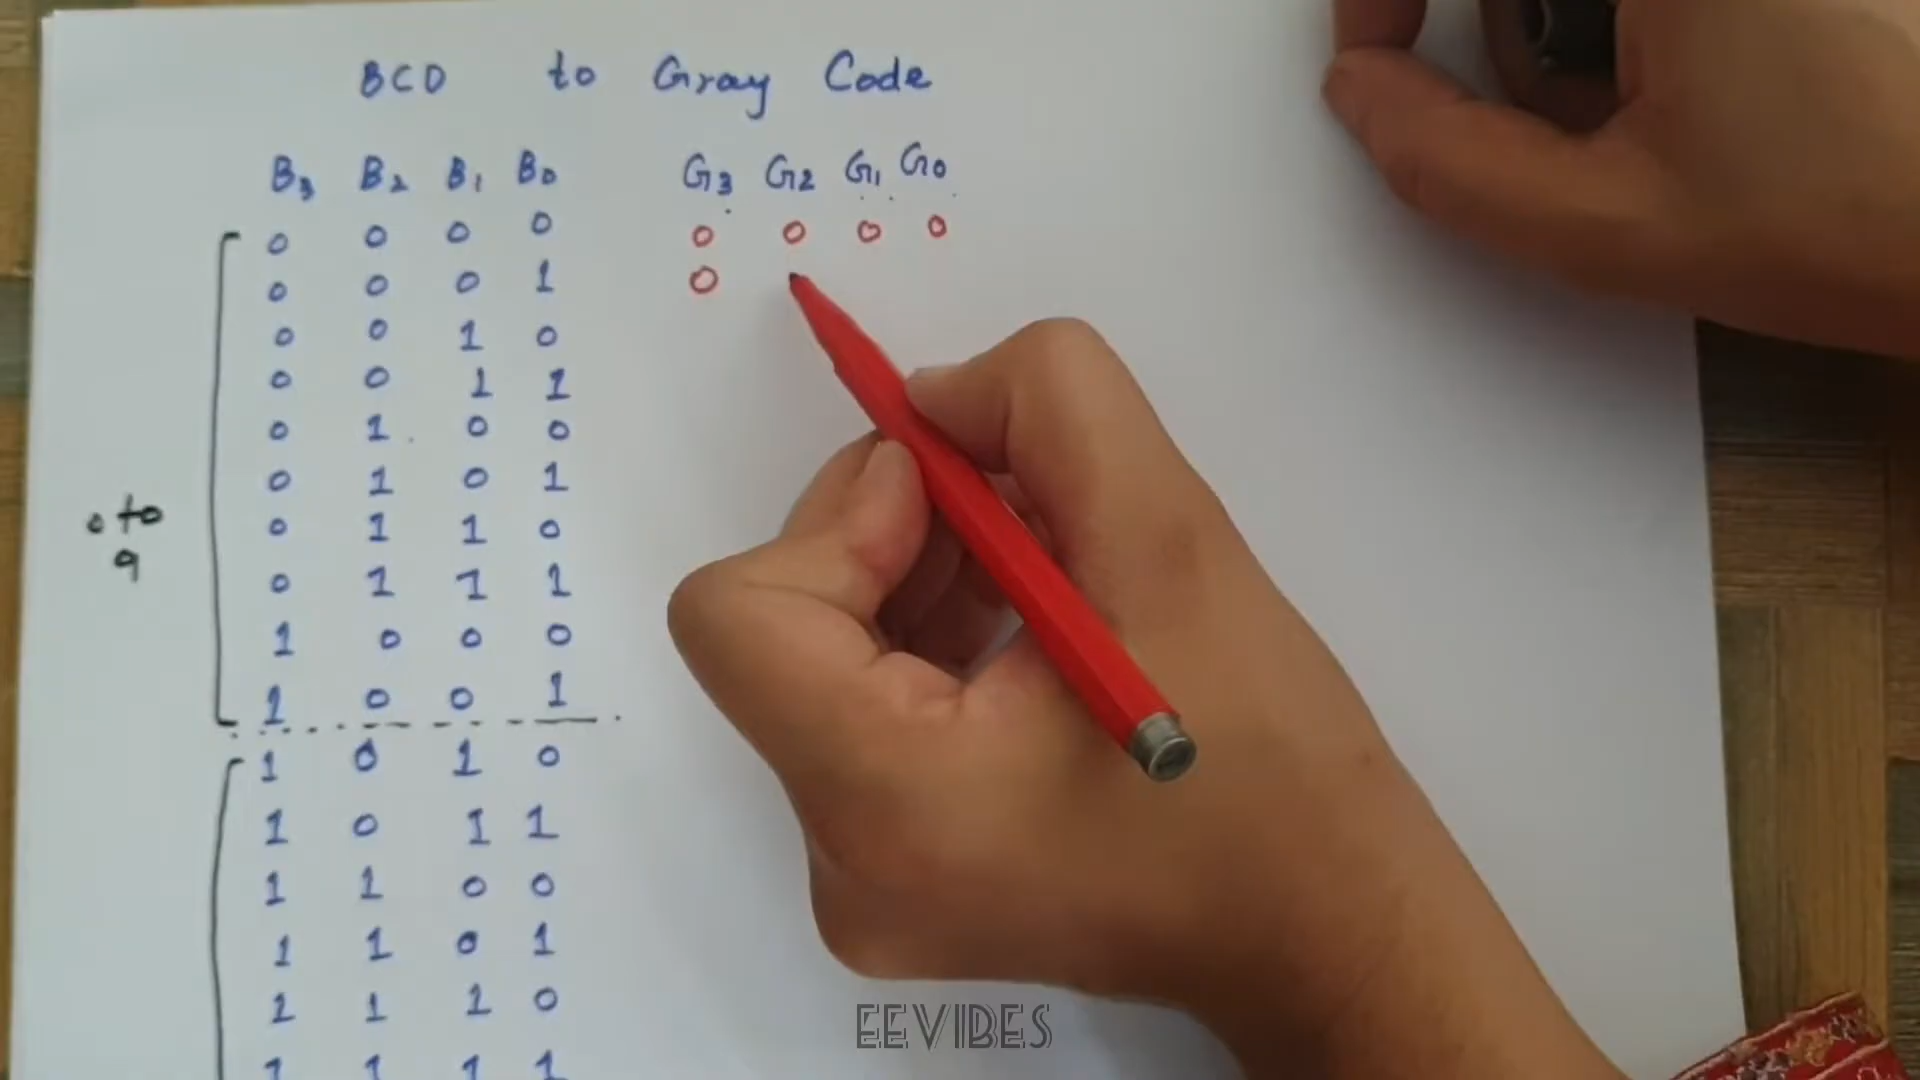 BCD to Gray Code
B3 B2 B1 B0 G3 G2 G1 G0
0 0 0 0 0 0 0 0
0 0 0 1 0
0 0 1 0
0 0 1 1
0 1 0 0
0 1 0 1
0 1 1 0
0 1 1 1
1 0 0 0
1 0 0 1
0 to
9
1 0 1 0
1 0 1 1
1 1 0 0
1 1 0 1
1 1 1 0
1 1 1 1
EEVIBES